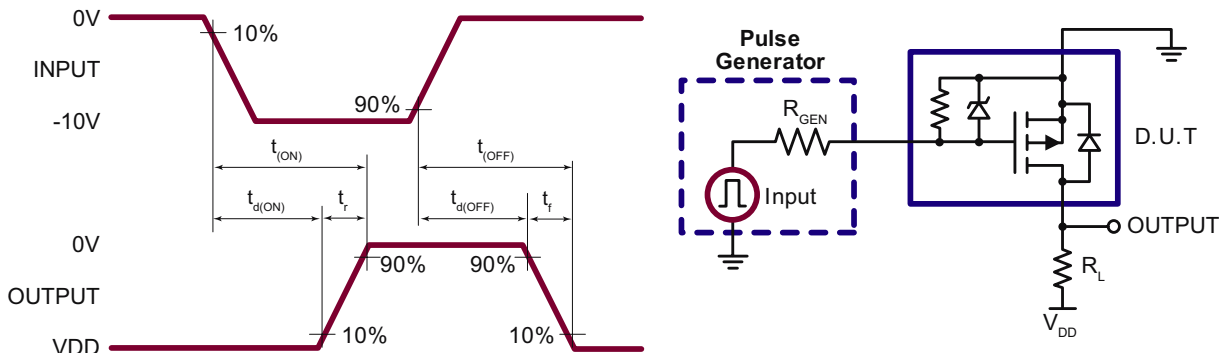 0V
10%
INPUT
90%
-10V
t(ON)
t(OFF)
td(ON)
tr
td(OFF)
tf
0V
90%
90%
OUTPUT
10%
10%
VDD
Pulse
Generator
RGEN
Input
D.U.T
OUTPUT
RL
VDD